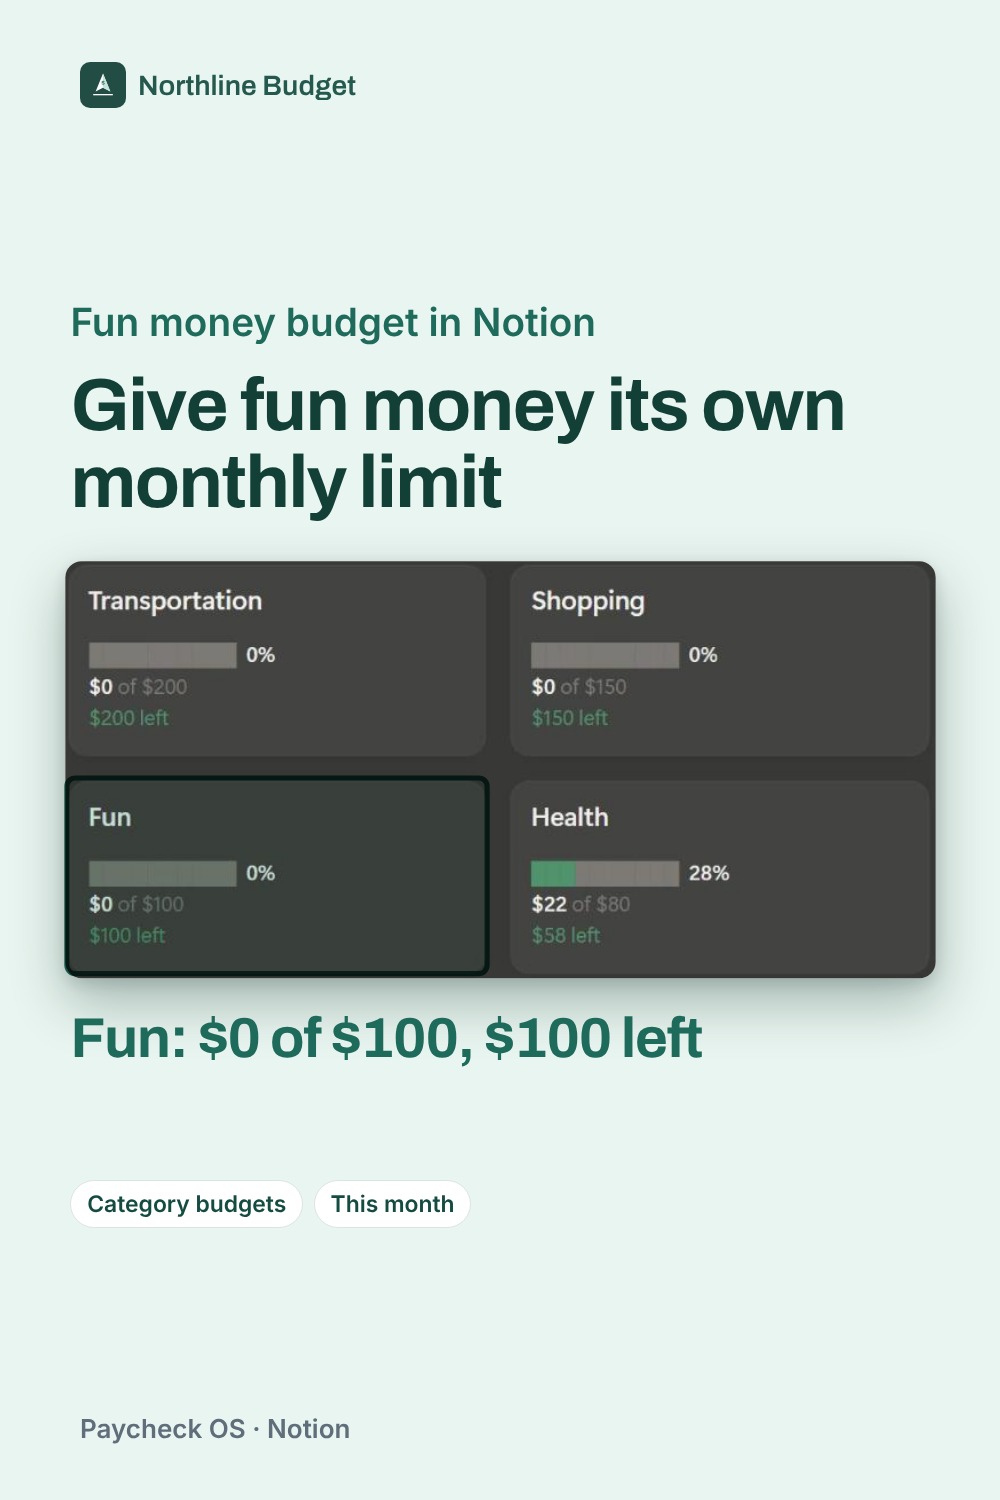 Northline Budget
Fun money budget in Notion
Give fun money its own
monthly limit
Transportation
0%
$0 of $200
$200 left
Shopping
0%
$0 of $150
$150 left
Fun
0%
$0 of $100
$100 left
Health
28%
$22 of $80
$58 left
Fun: $0 of $100, $100 left
Category budgets
This month
Paycheck OS · Notion